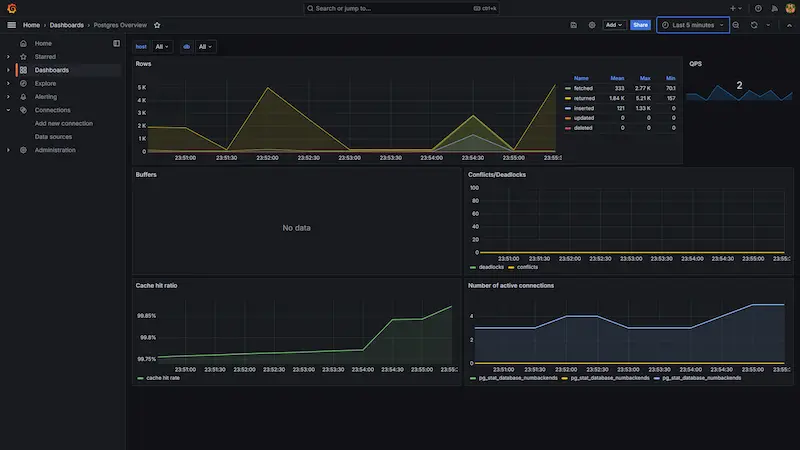 Search or jump to...
ctrl+k
Home › Dashboards › Postgres Overview
Add
Share
Last 5 minutes
Home
Starred
Dashboards
Explore
Alerting
Connections
Add new connection
Data sources
Administration
host All db All
Rows
5 K
4 K
3 K
2 K
1 K
0
23:51:00 23:51:30 23:52:00 23:52:30 23:53:00 23:53:30 23:54:00 23:54:30 23:55:00 23:55:
Name Mean Max Min
fetched 333 2.77 K 70.1
returned 1.84 K 5.21 K 157
inserted 121 1.33 K 0
updated 0 0 0
deleted 0 0 0
QPS
2
Buffers
No data
Conflicts/Deadlocks
100
80
60
40
20
0
23:51:00 23:51:30 23:52:00 23:52:30 23:53:00 23:53:30 23:54:00 23:54:30 23:55:00 23:55:
deadlocks conflicts
Cache hit ratio
99.85%
99.8%
99.75%
23:51:00 23:51:30 23:52:00 23:52:30 23:53:00 23:53:30 23:54:00 23:54:30 23:55:00 23:55:
cache hit rate
Number of active connections
4
2
0
23:51:00 23:51:30 23:52:00 23:52:30 23:53:00 23:53:30 23:54:00 23:54:30 23:55:00 23:55:
pg_stat_database_numbackends pg_stat_database_numbackends pg_stat_database_numbackends